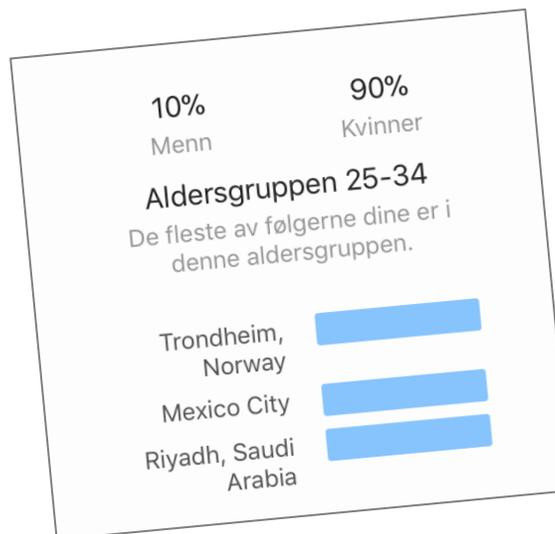 10% 90%
Menn Kvinner
Aldersgruppen 25-34
De fleste av følgerne dine er i
denne aldersgruppen.
Trondheim,
Norway
Mexico City
Riyadh, Saudi
Arabia